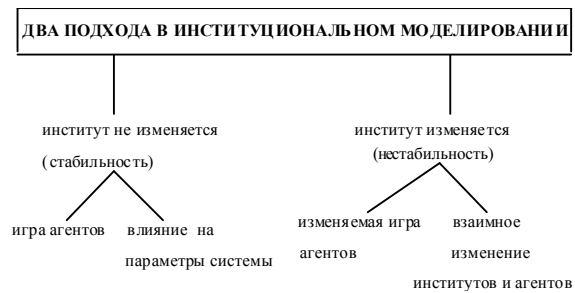 ДВА ПОДХОДА В ИНСТИТУЦИОНАЛЬНОМ МОДЕЛИРОВАНИИ
институт не изменяется
(стабильность)
игра агентов
влияние на
параметры системы
институт изменяется
(нестабильность)
изменяемая игра
агентов
взаимное
изменение
институтов и агентов